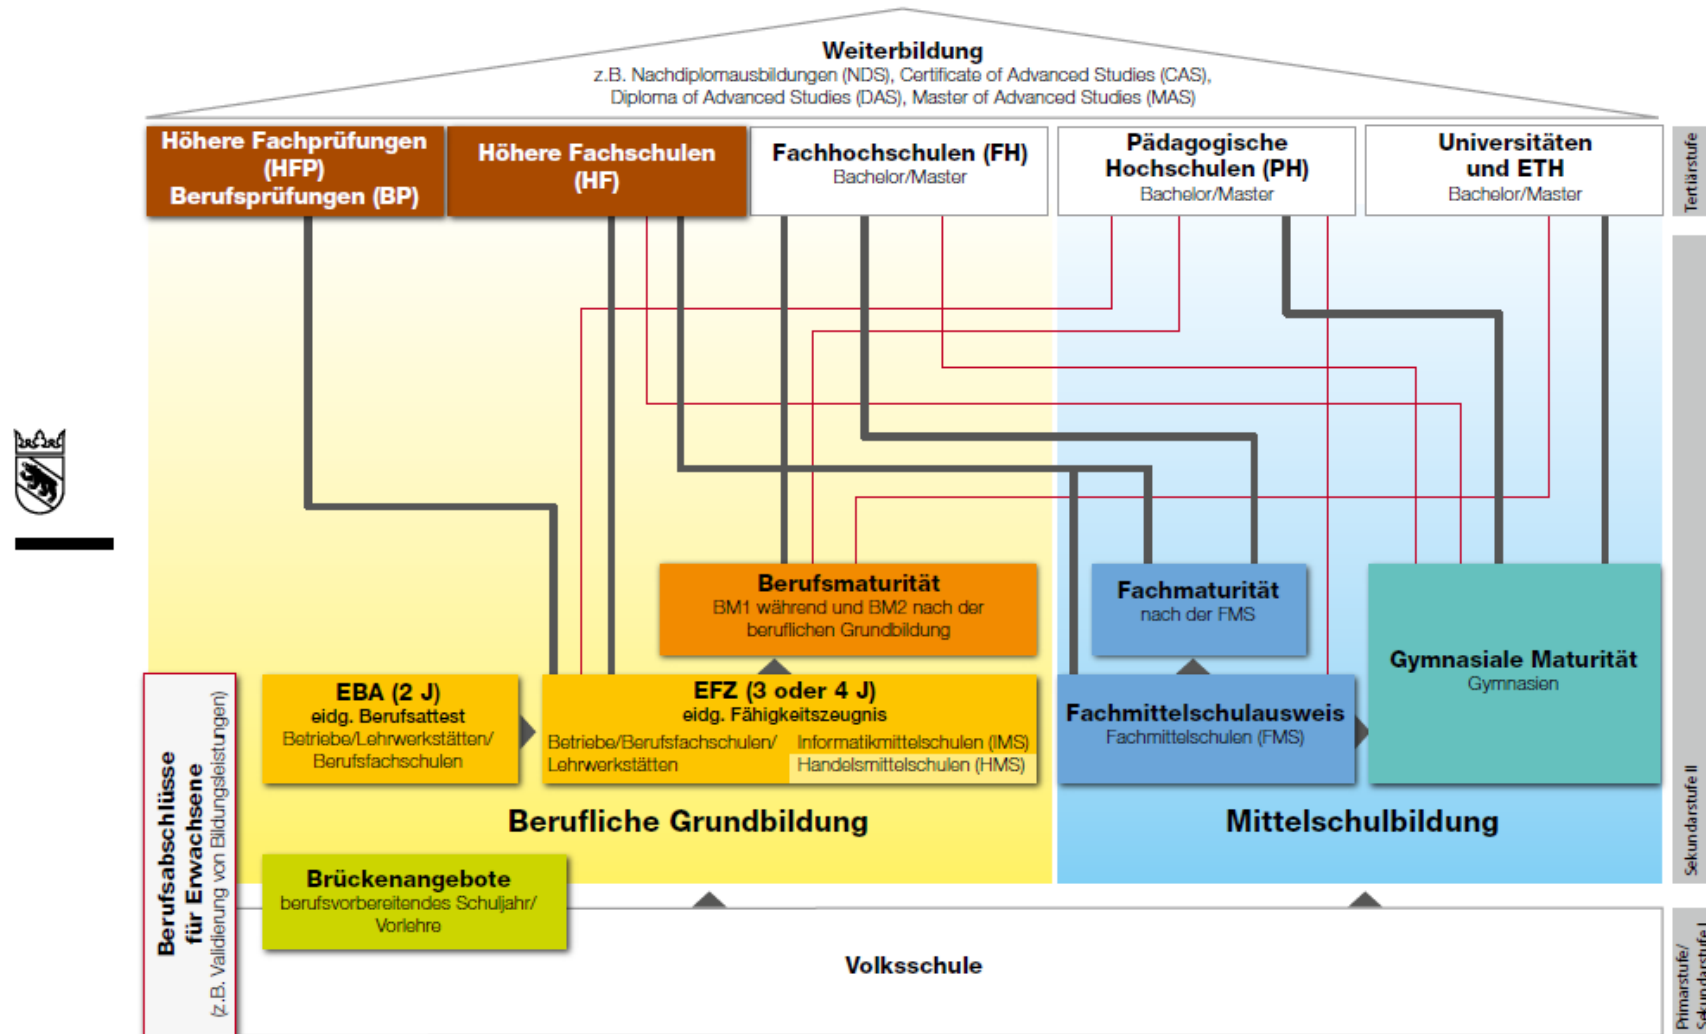 Weiterbildung
z.B. Nachdiplomausbildungen (NDS), Certificate of Advanced Studies (CAS),
Diploma of Advanced Studies (DAS), Master of Advanced Studies (MAS)
Höhere Fachprüfungen
(HFP)
Berufsprüfungen (BP)
Höhere Fachschulen
(HF)
Fachhochschulen (FH)
Bachelor/Master
Pädagogische
Hochschulen (PH)
Bachelor/Master
Universitäten
und ETH
Bachelor/Master
Tertiärstufe
Berufsmaturität
BM1 während und BM2 nach der
beruflichen Grundbildung
Fachmaturität
nach der FMS
Gymnasiale Maturität
Gymnasien
EBA (2 J)
eidg. Berufsattest
Betriebe/Lehrwerkstätten/
Berufsfachschulen
EFZ (3 oder 4 J)
eidg. Fähigkeitszeugnis
Betriebe/Berufsfachschulen/
Lehrwerkstätten
Informatikmittelschulen (IMS)
Handelsmittelschulen (HMS)
Fachmittelschulausweis
Fachmittelschulen (FMS)
Berufliche Grundbildung
Mittelschulbildung
Sekundarstufe II
Berufsabschlüsse
für Erwachsene
(z.B. Validierung von Bildungsleistungen)
Brückenangebote
berufsvorbereitendes Schuljahr/
Vorlehre
Volksschule
Primarstufe/
Sekundarstufe I